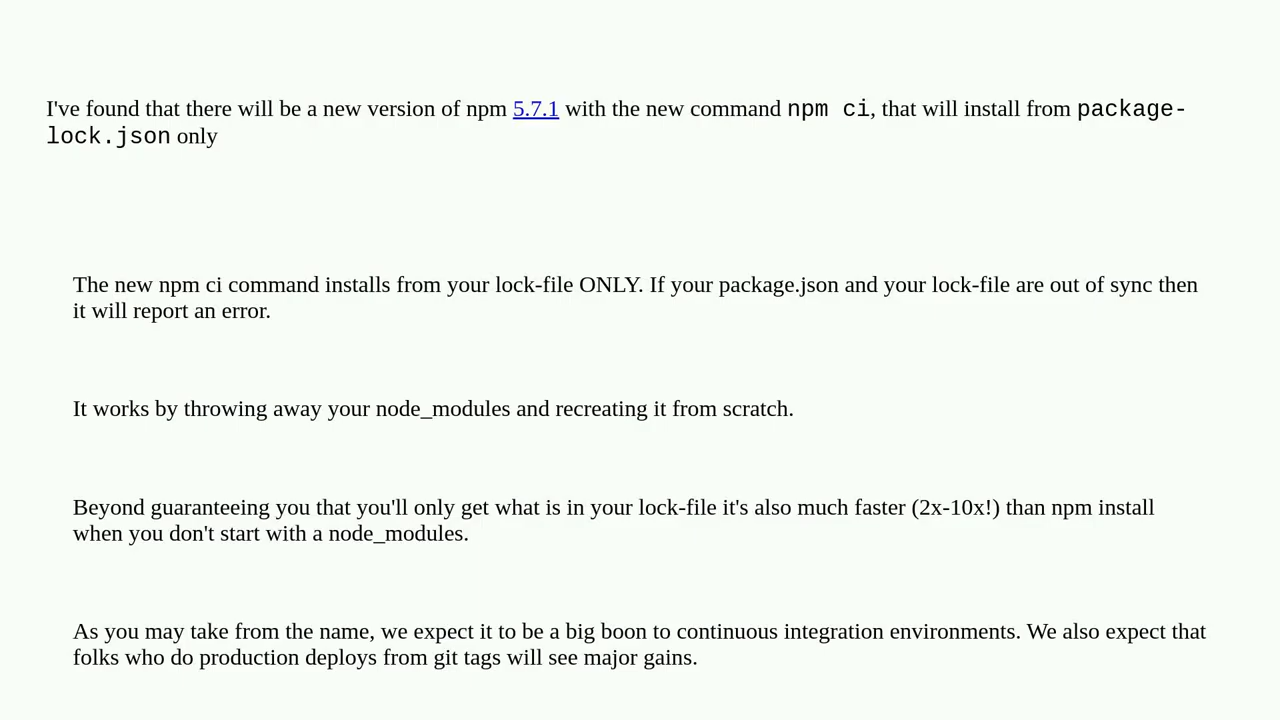 I've found that there will be a new version of npm 5.7.1 with the new command npm ci, that will install from package-
lock.json only
The new npm ci command installs from your lock-file ONLY. If your package.json and your lock-file are out of sync then
it will report an error.
It works by throwing away your node_modules and recreating it from scratch.
Beyond guaranteeing you that you'll only get what is in your lock-file it's also much faster (2x-10x!) than npm install
when you don't start with a node_modules.
As you may take from the name, we expect it to be a big boon to continuous integration environments. We also expect that
folks who do production deploys from git tags will see major gains.